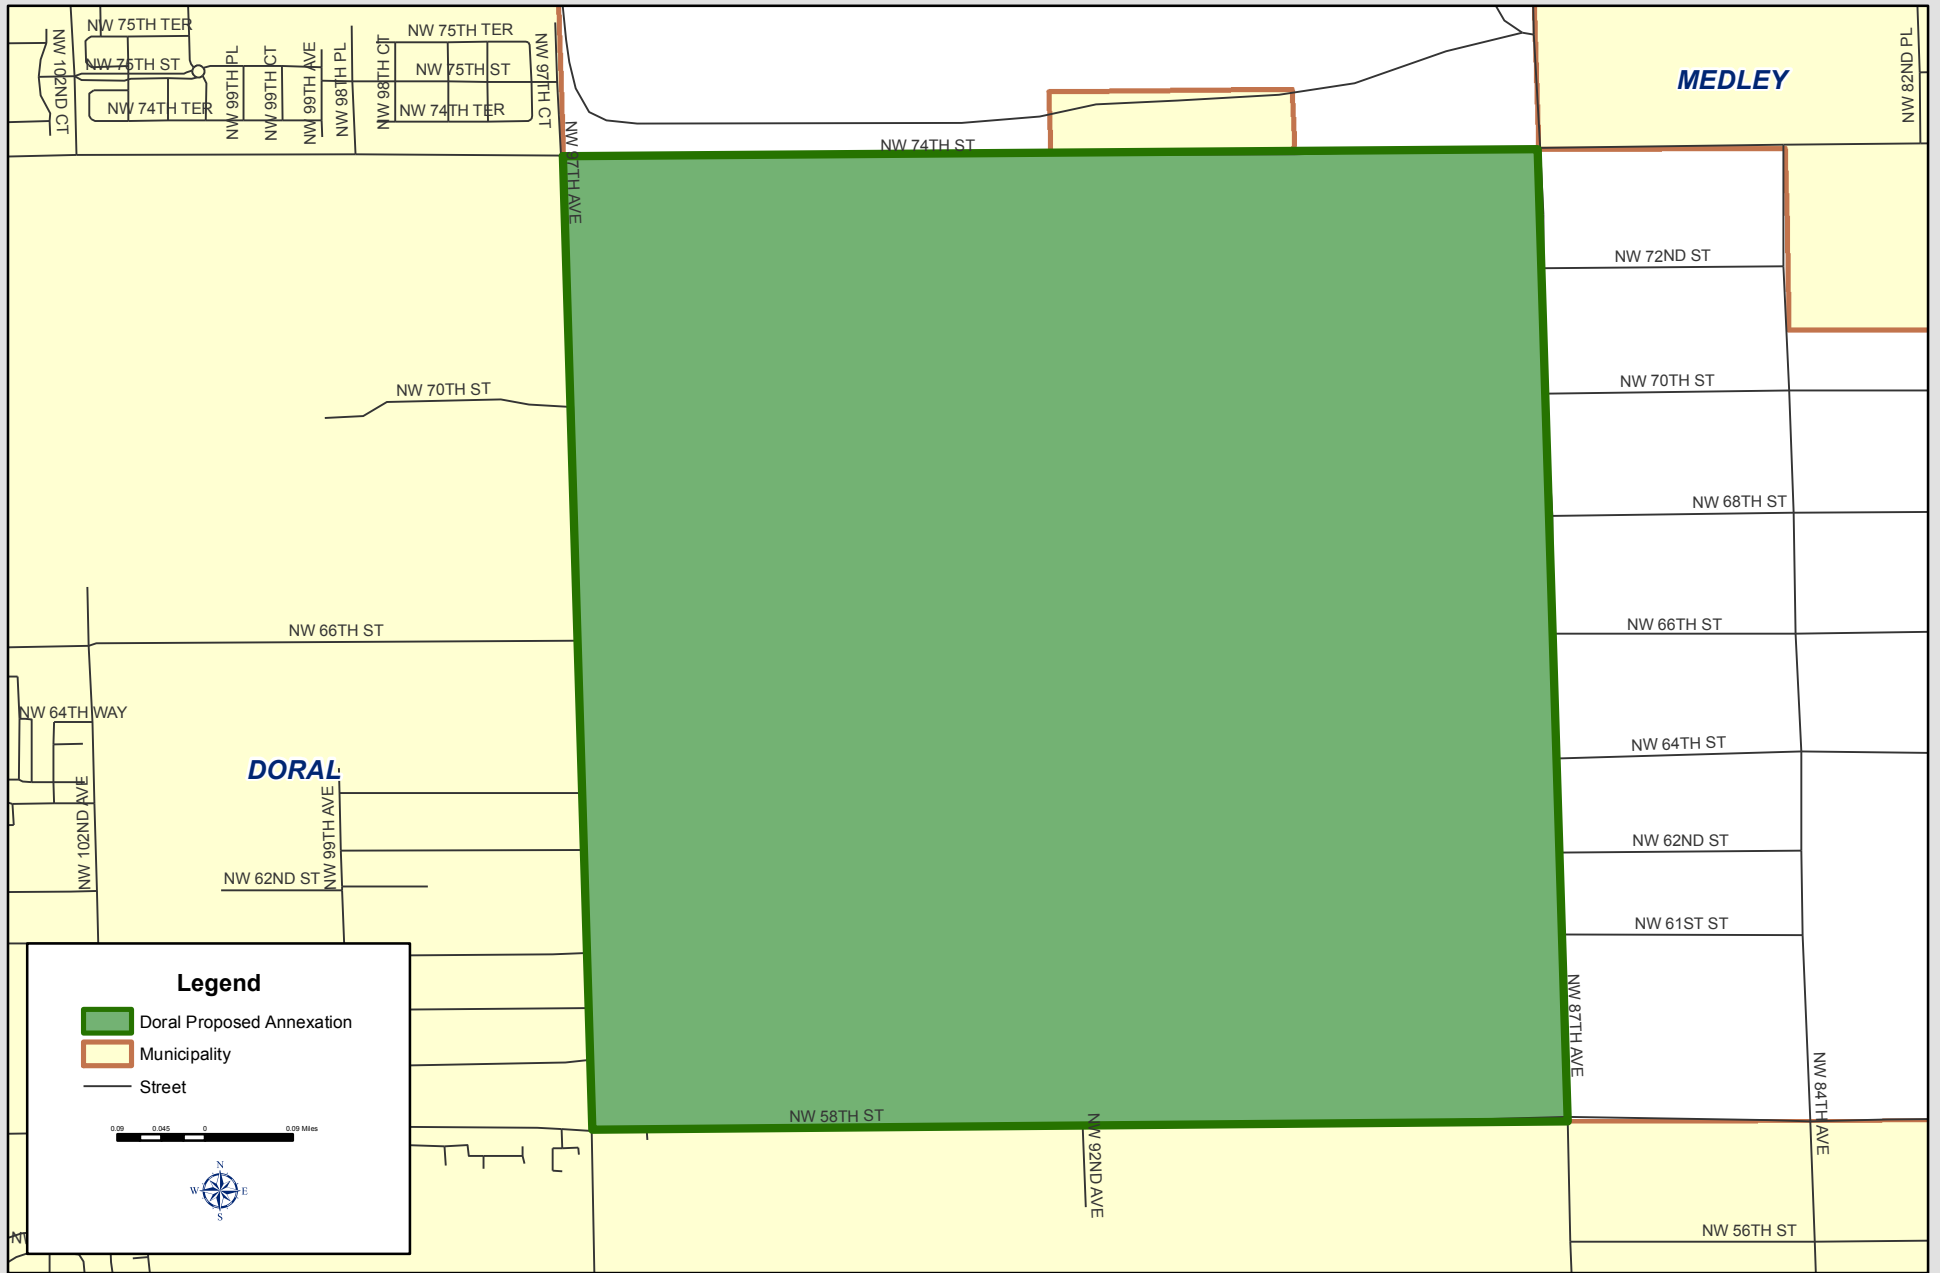 NW 75TH TER
NW 75TH ST
NW 74TH TER
NW 102ND CT
NW 99TH PL
NW 99TH CT
NW 99TH AVE
NW 98TH PL
NW 98TH CT
NW 75TH TER
NW 75TH ST
NW 74TH TER
NW 97TH CT
NW 97TH AVE
NW 74TH ST
MEDLEY
NW 82ND PL
NW 72ND ST
NW 70TH ST
NW 70TH ST
NW 68TH ST
NW 66TH ST
NW 66TH ST
NW 64TH WAY
NW 64TH ST
DORAL
NW 102ND AVE
NW 99TH AVE
NW 62ND ST
NW 62ND ST
NW 61ST ST
NW 87TH AVE
NW 84TH AVE
NW 58TH ST
NW 92ND AVE
NW 56TH ST
Legend
Doral Proposed Annexation
Municipality
Street
0.09 0.045 0 0.09 Miles
N
W E
S